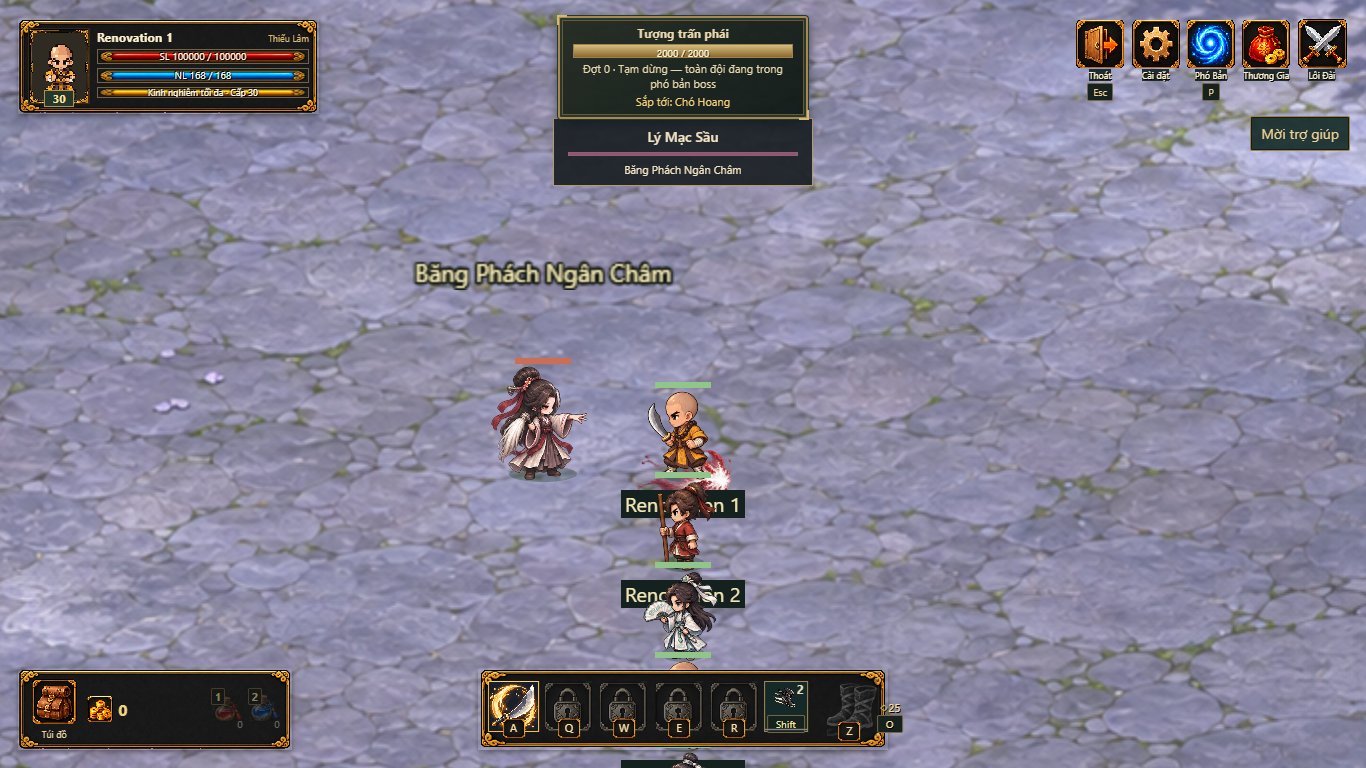 Renovation 1
Thiếu Lâm
SL 100000 / 100000
NL 168 / 168
Kinh nghiệm tối đa · Cấp 30
30
Tượng trấn phái
2000 / 2000
Đợt 0 · Tạm dừng — toàn đội đang trong
phó bản boss
Sắp tới: Chó Hoang
Lý Mạc Sầu
Băng Phách Ngân Châm
Thoát
Cài đặt
Phó Bản
Thương Gia
Lôi Đài
Esc
P
Mời trợ giúp
Băng Phách Ngân Châm
Túi đồ
0
1
0
2
0
A
Q
W
E
R
2
Shift
Z
25
O